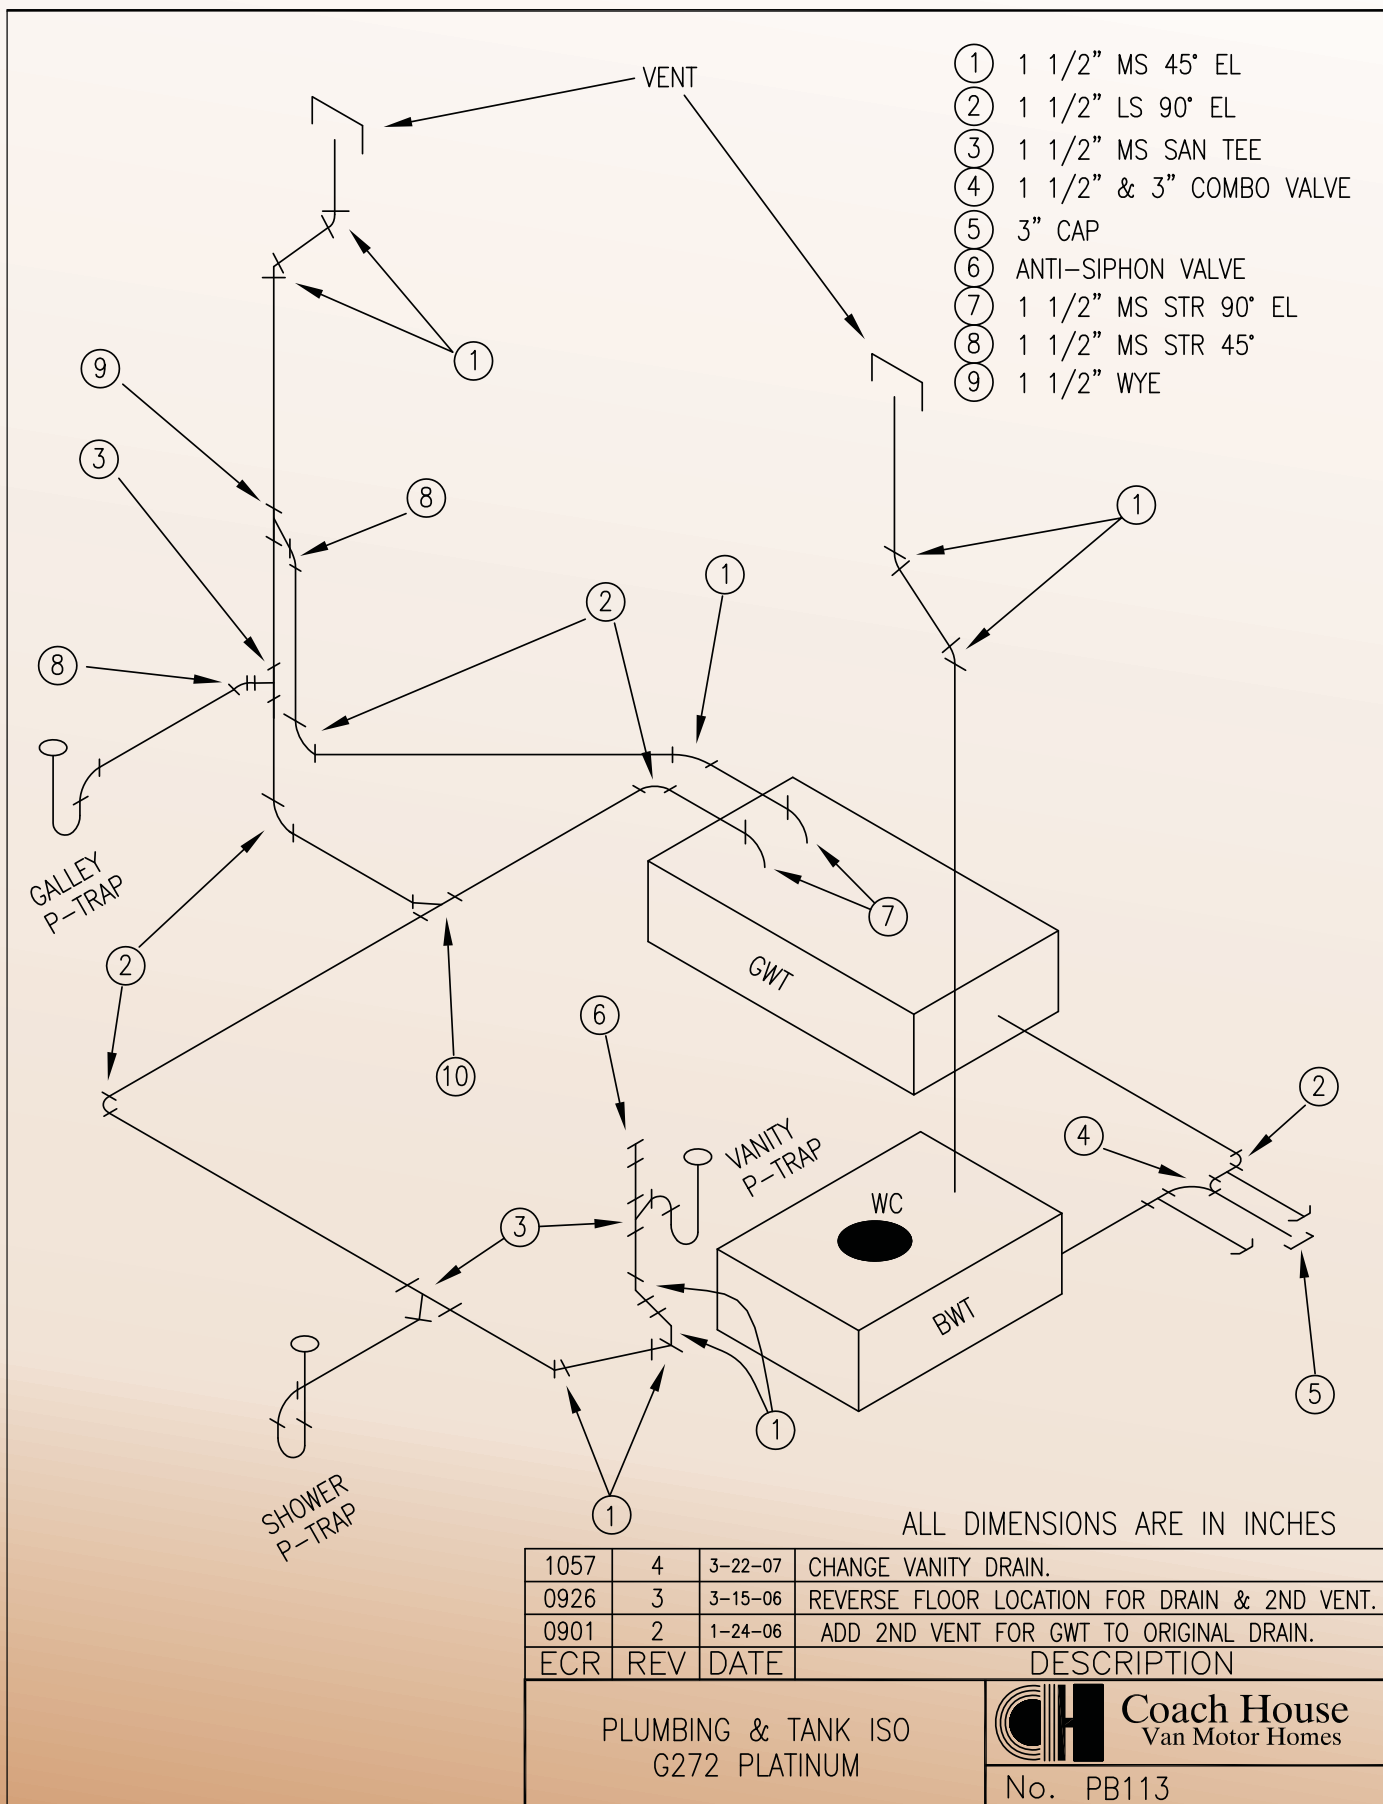 VENT
① 1 1/2” MS 45° EL
② 1 1/2” LS 90° EL
③ 1 1/2” MS SAN TEE
④ 1 1/2” & 3” COMBO VALVE
⑤ 3” CAP
⑥ ANTI-SIPHON VALVE
⑦ 1 1/2” MS STR 90° EL
⑧ 1 1/2” MS STR 45°
⑨ 1 1/2” WYE
①
⑨
③
⑧
①
①
②
⑧
GALLEY
P-TRAP
⑦
②
GWT
⑥
⑩
②
④
VANITY
P-TRAP
WC
③
BWT
⑤
①
SHOWER
P-TRAP
①
ALL DIMENSIONS ARE IN INCHES
1057 4 3-22-07 CHANGE VANITY DRAIN.
0926 3 3-15-06 REVERSE FLOOR LOCATION FOR DRAIN & 2ND VENT.
0901 2 1-24-06 ADD 2ND VENT FOR GWT TO ORIGINAL DRAIN.
ECR REV DATE DESCRIPTION
PLUMBING & TANK ISO
G272 PLATINUM
CH
Coach House
Van Motor Homes
No. PB113